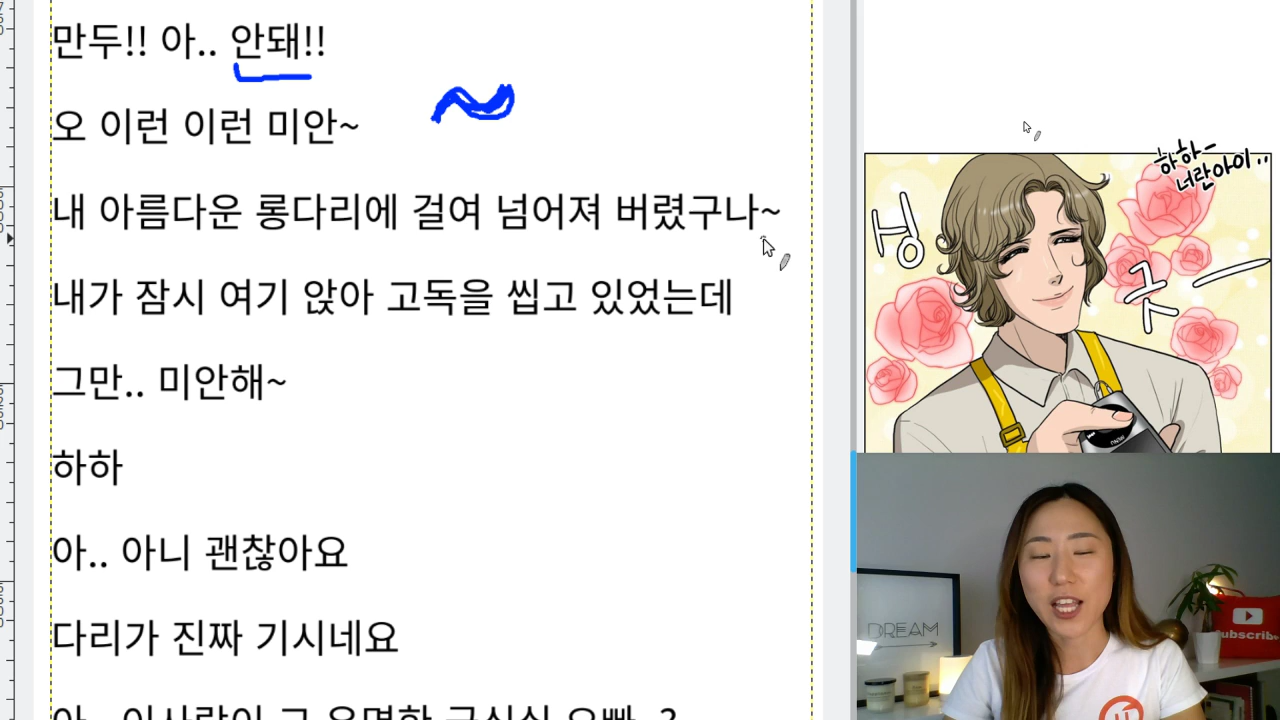 만두!! 아.. 안돼!!
오 이런 이런 미안~
내 아름다운 롱다리에 걸여 넘어져 버렸구나~
내가 잠시 여기 앉아 고독을 씹고 있었는데
그만.. 미안해~
하하
아.. 아니 괜찮아요
다리가 진짜 기시네요
하하-
너란아이..
싱
굿
DREAM
Subscribe